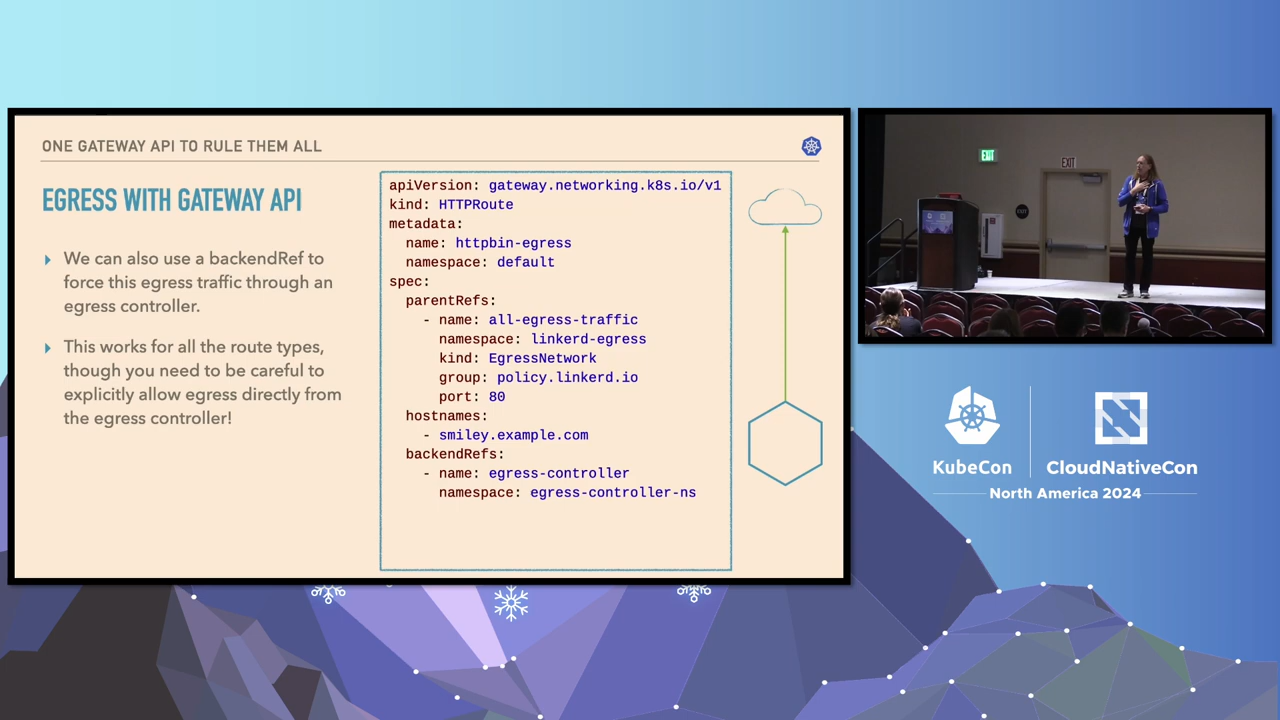 ONE GATEWAY API TO RULE THEM ALL
EGRESS WITH GATEWAY API
We can also use a backendRef to
force this egress traffic through an
egress controller.
This works for all the route types,
though you need to be careful to
explicitly allow egress directly from
the egress controller!
apiVersion: gateway.networking.k8s.io/v1
kind: HTTPRoute
metadata:
  name: httpbin-egress
  namespace: default
spec:
  parentRefs:
    - name: all-egress-traffic
      namespace: linkerd-egress
      kind: EgressNetwork
      group: policy.linkerd.io
      port: 80
  hostnames:
    - smiley.example.com
  backendRefs:
    - name: egress-controller
      namespace: egress-controller-ns
EXIT
EXIT
KubeCon
CloudNativeCon
North America 2024